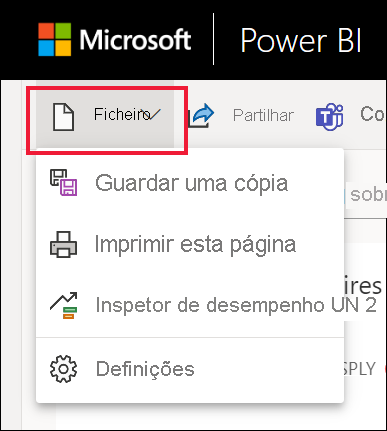 Microsoft Power BI
Ficheiro Partilhar Co
Guardar uma cópia
sobr
Imprimir esta página
ires
Inspetor de desempenho UN 2
Definições
SPLY